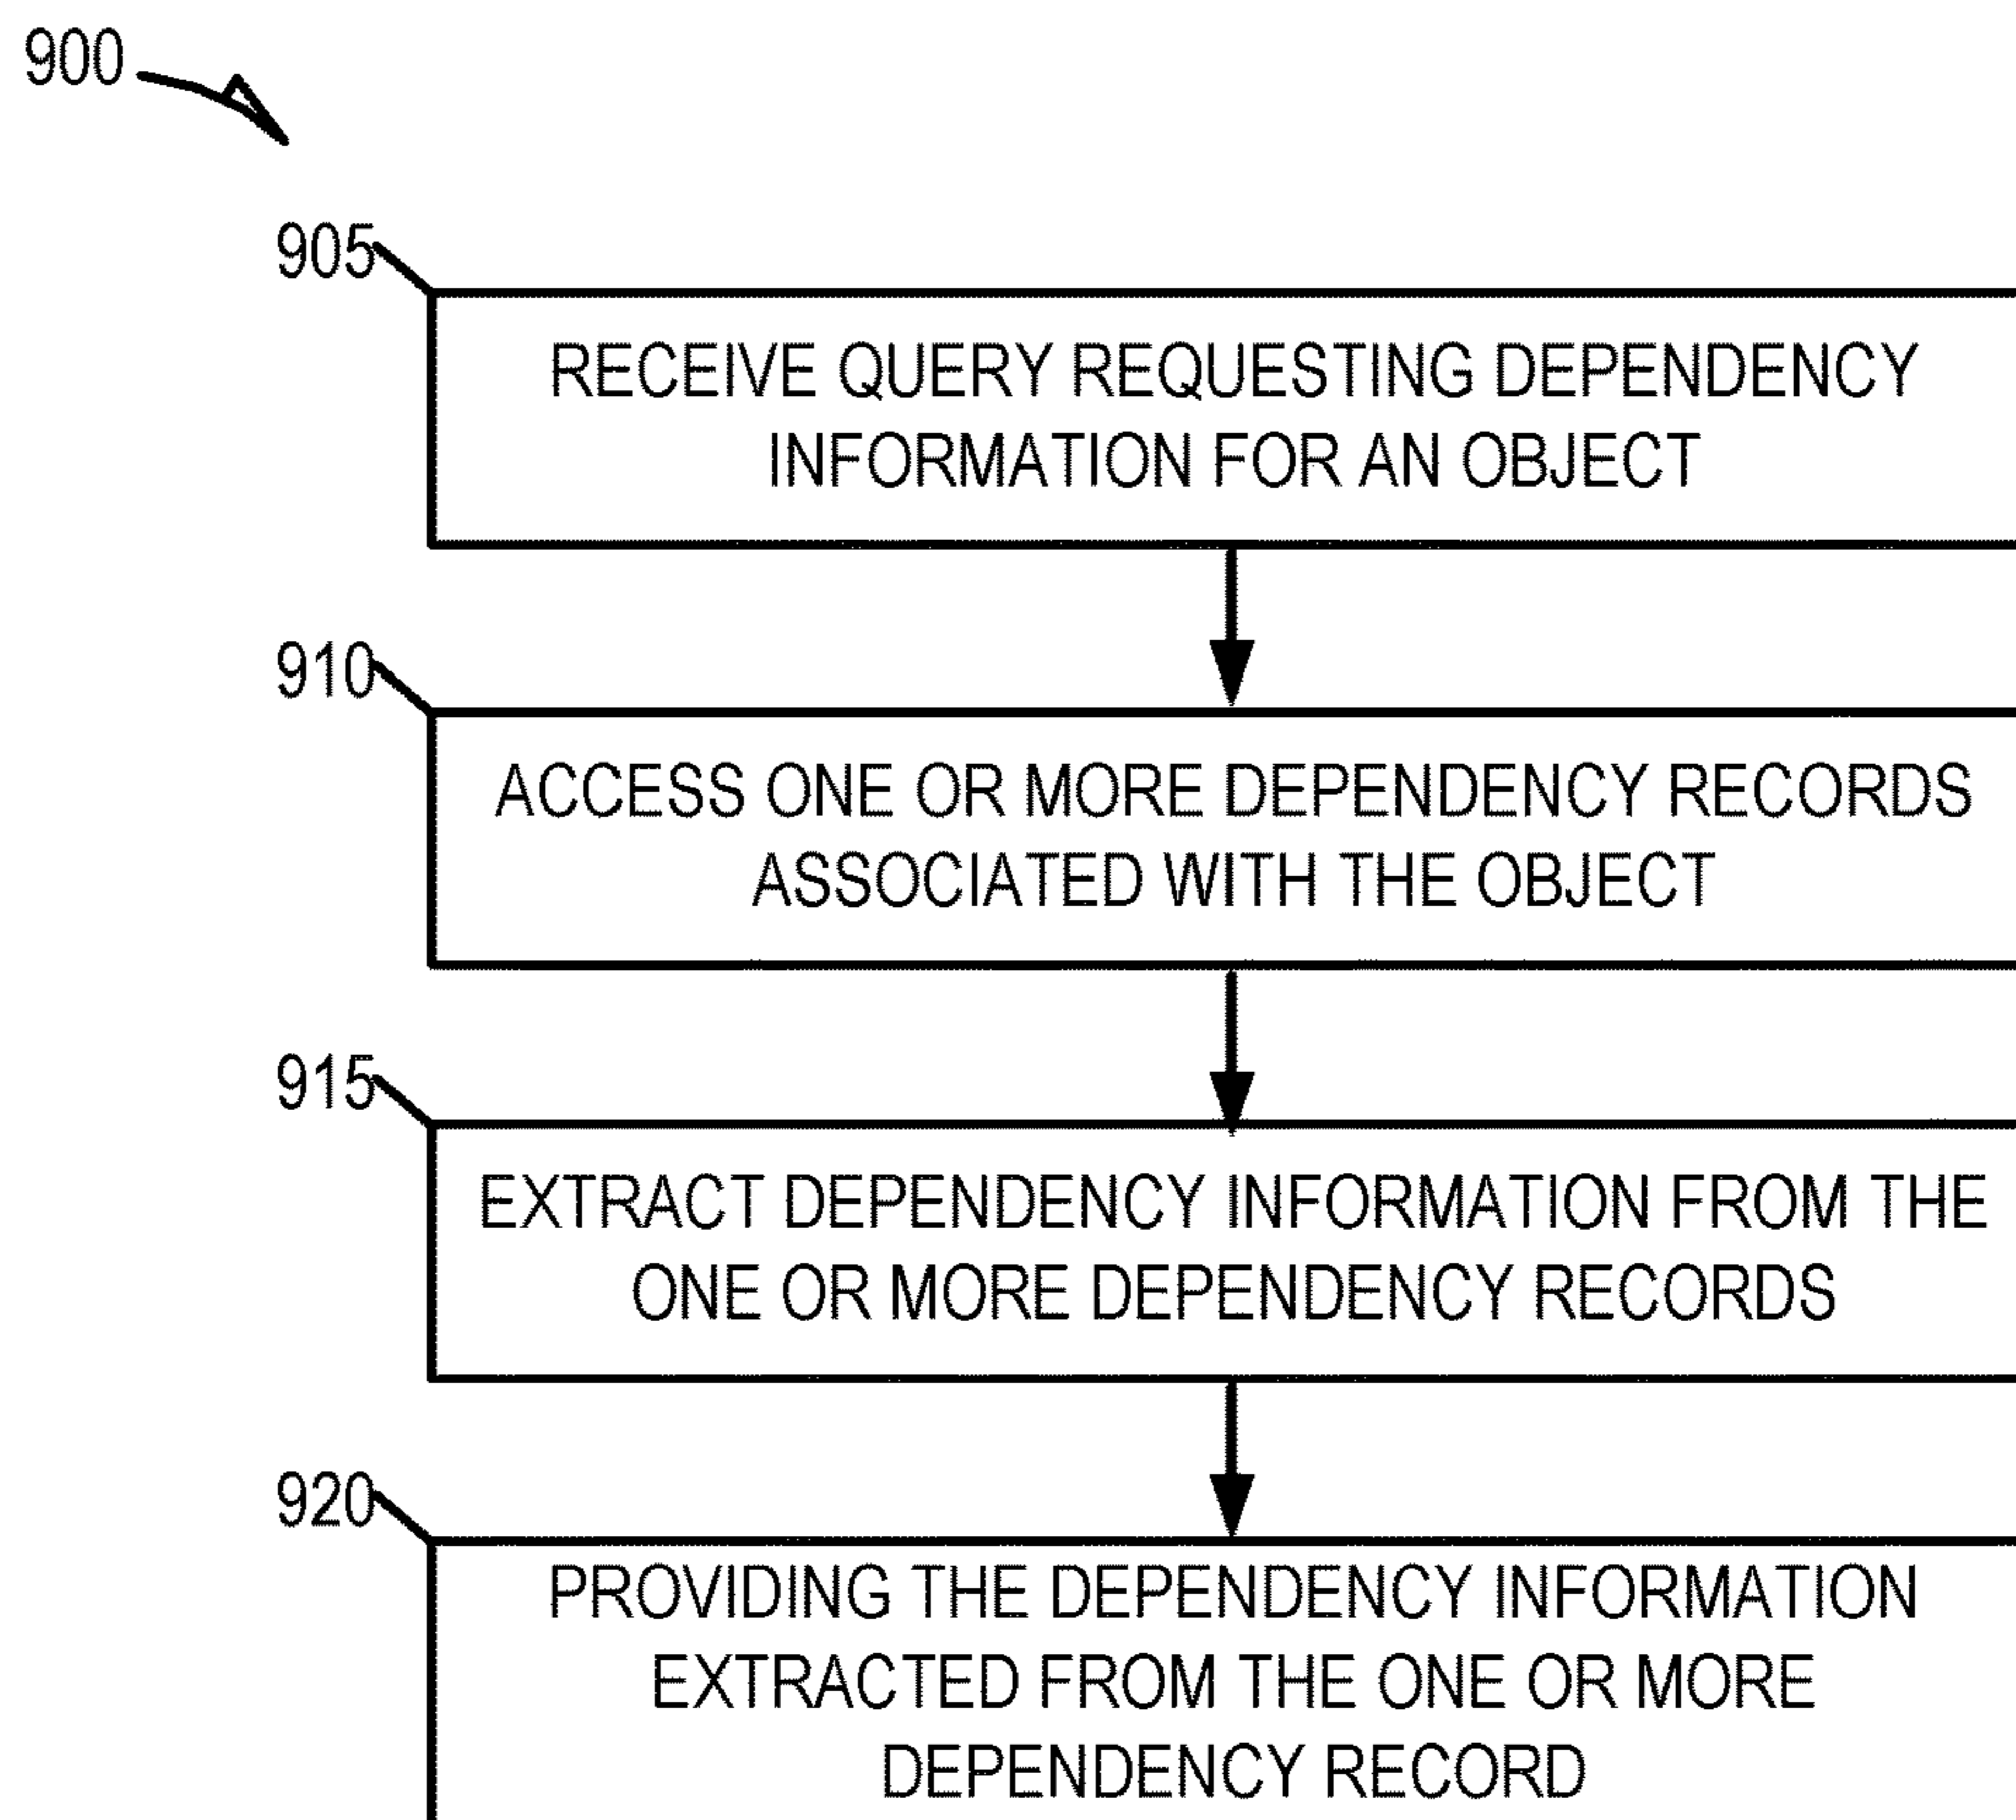 900
905
RECEIVE QUERY REQUESTING DEPENDENCY
INFORMATION FOR AN OBJECT
910
ACCESS ONE OR MORE DEPENDENCY RECORDS
ASSOCIATED WITH THE OBJECT
915
EXTRACT DEPENDENCY INFORMATION FROM THE
ONE OR MORE DEPENDENCY RECORDS
920
PROVIDING THE DEPENDENCY INFORMATION
EXTRACTED FROM THE ONE OR MORE
DEPENDENCY RECORD